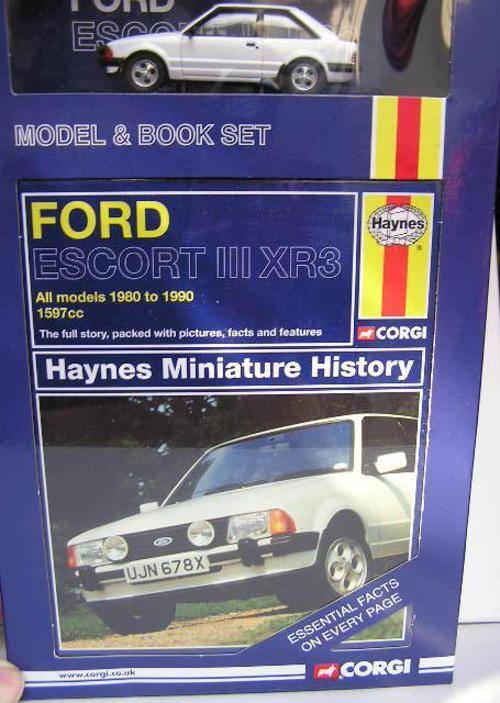 FORD
ESCORT III XR3
MODEL & BOOK SET
FORD
ESCORT III XR3
All models 1980 to 1990
1597cc
The full story, packed with pictures, facts and features
Haynes
®
CORGI
Haynes Miniature History
UJN 678X
ESSENTIAL FACTS
ON EVERY PAGE
www.corgi.co.uk
CORGI